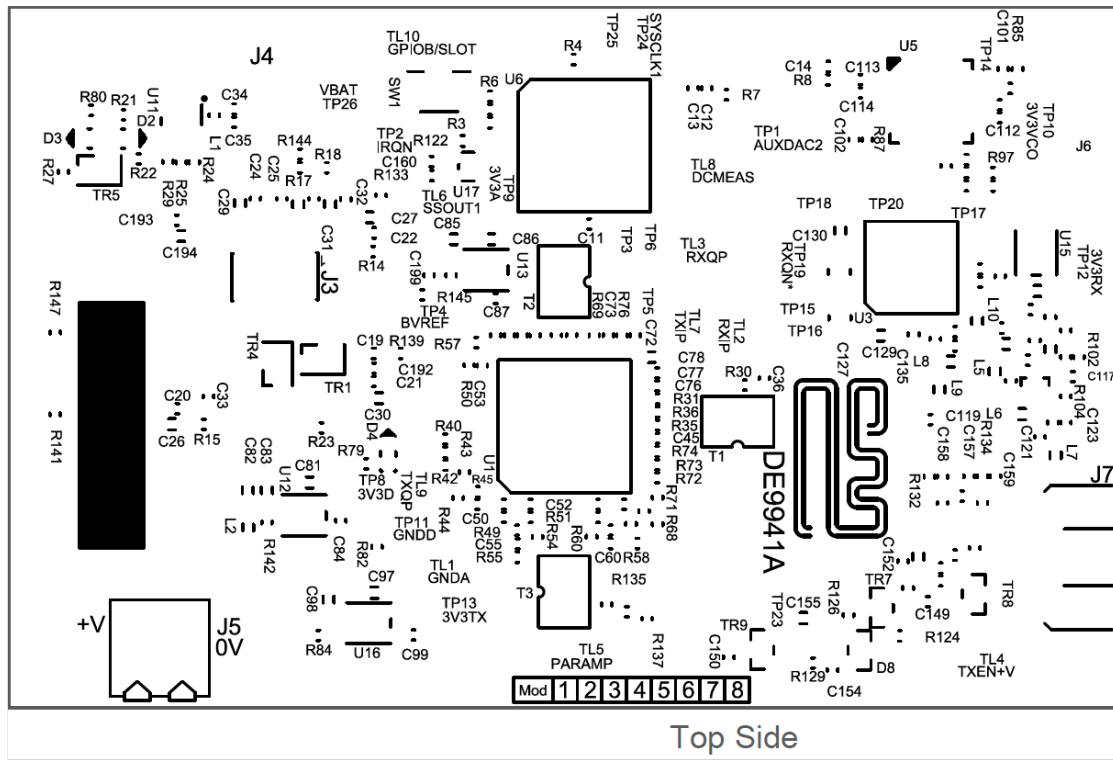 J4
TL10
GPIOB/SLOT
SW1
VBAT
TP26
TP25
TP24
SYSCLK1
R4
R6
U6
C13
C12
R7
C14
R8
C113
C114
U5
TP14
C101
R85
TP10
3V3VCO
C112
J6
R80
R21
U11
D3
D2
C34
L1
C35
R27
TR5
R22
R24
R25
R29
C193
C194
C24
C25
R144
R17
R18
C29
C31
C32
R14
J3
TP2
IRQN
R122
R3
C160
R133
U17
TL6
SSOUT1
TP9
3V3A
C27
C22
C85
C86
C199
U13
R145
C87
TP4
BVREF
C11
T2
TP3
TP6
R69
C73
R76
TP5
C72
TP1
AUXDAC2
C102
R87
TL8
DCMEAS
R97
TL3
RXQP
TP18
TP20
TP17
C130
TP19
RXQN*
TP15
TP16
U3
U15
TP12
3V3RX
L10
R147
R141
TR4
TR1
C19
R139
C192
C21
R57
R50
C53
C20
C33
C26
R15
R23
C30
D4
R79
R40
R43
R42
R45
U1
TL7
TXIP
TL2
RXIP
C78
C77
C76
R31
R36
R35
C45
R74
R73
R72
R30
C36
T1
C127
C129
C135
L8
L9
L5
R102
C117
R104
C119
L6
C121
C158
C157
R134
C159
L7
R132
DE9941A
J7
C82
C83
U12
C81
L2
R142
C84
R82
TP8
3V3D
TL9
TXQP
TP11
GNDD
R44
C50
R49
C55
R55
C52
R51
R54
R60
C60
R58
R71
R68
TL1
GNDA
TP13
3V3TX
T3
R135
R137
TL5
PARAMP
C97
C98
R84
U16
C99
J5
+V
0V
C152
TR7
TR8
C149
R124
R126
C155
TP23
TR9
C150
R129
C154
D8
TL4
TXEN+V
Mod 1 2 3 4 5 6 7 8
Top Side